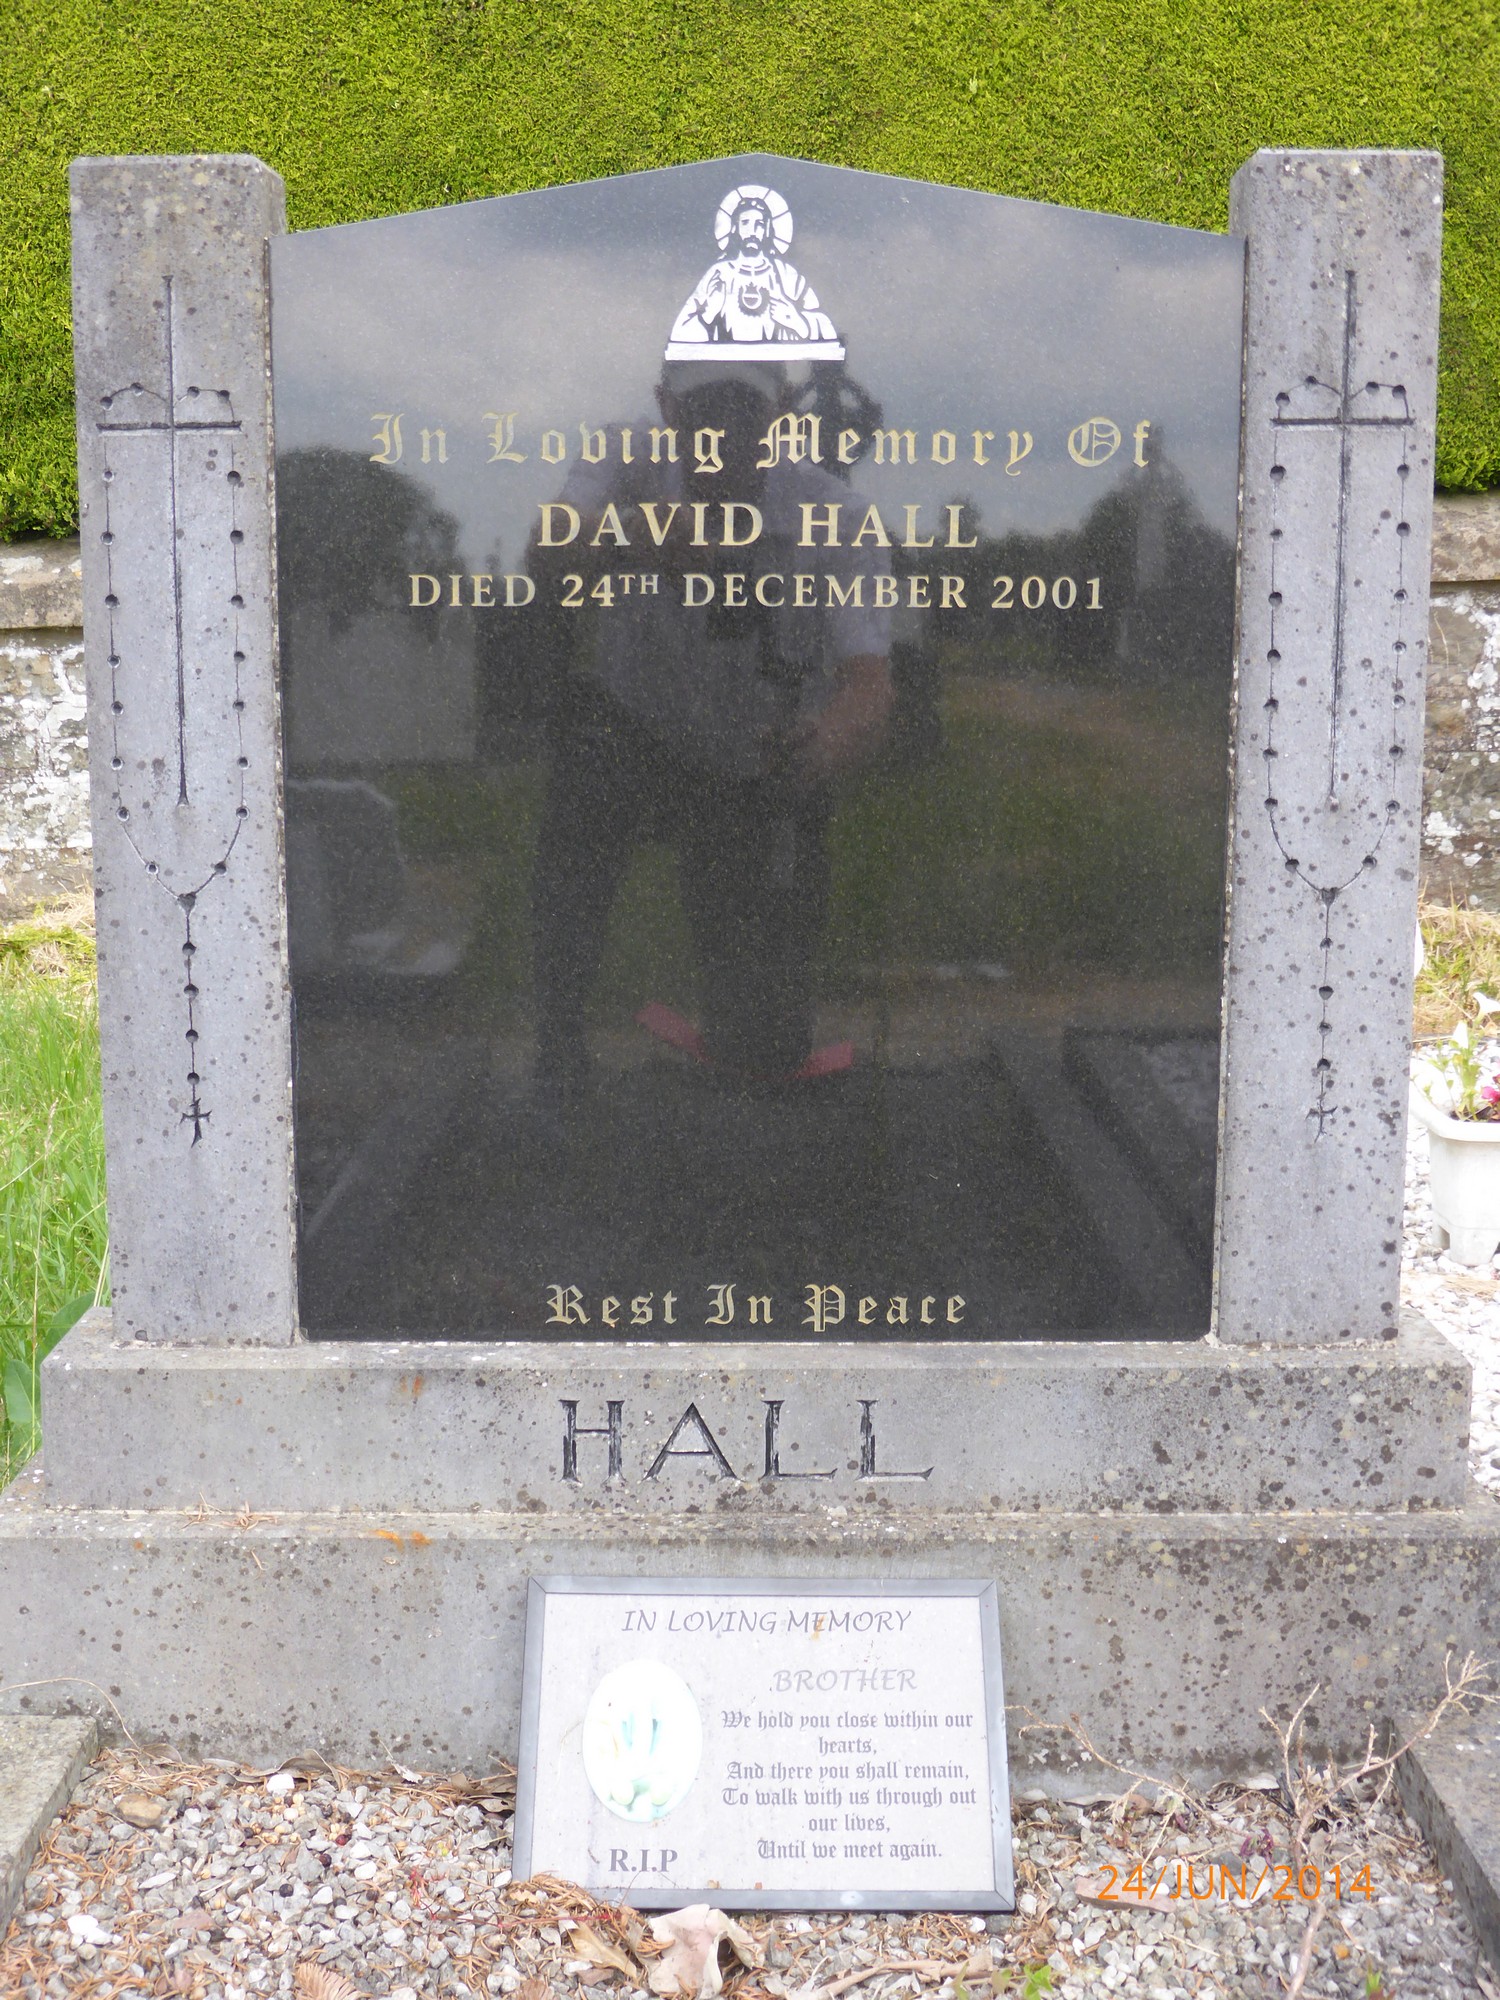 In Loving Memory Of
DAVID HALL
DIED 24TH DECEMBER 2001
Rest In Peace
HALL
IN LOVING MEMORY
BROTHER
We hold you close within our
hearts,
And there you shall remain,
To walk with us through out
our lives,
Until we meet again.
R.I.P
24/JUN/2014